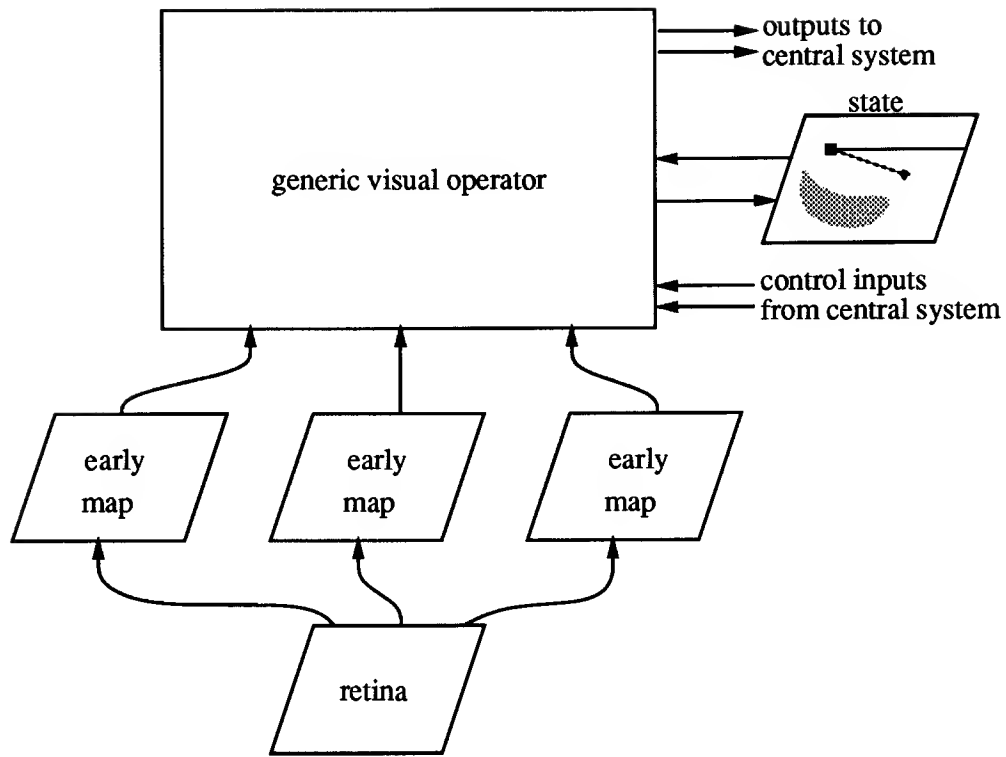 outputs to
central system
state
generic visual operator
control inputs
from central system
early
map
early
map
early
map
retina